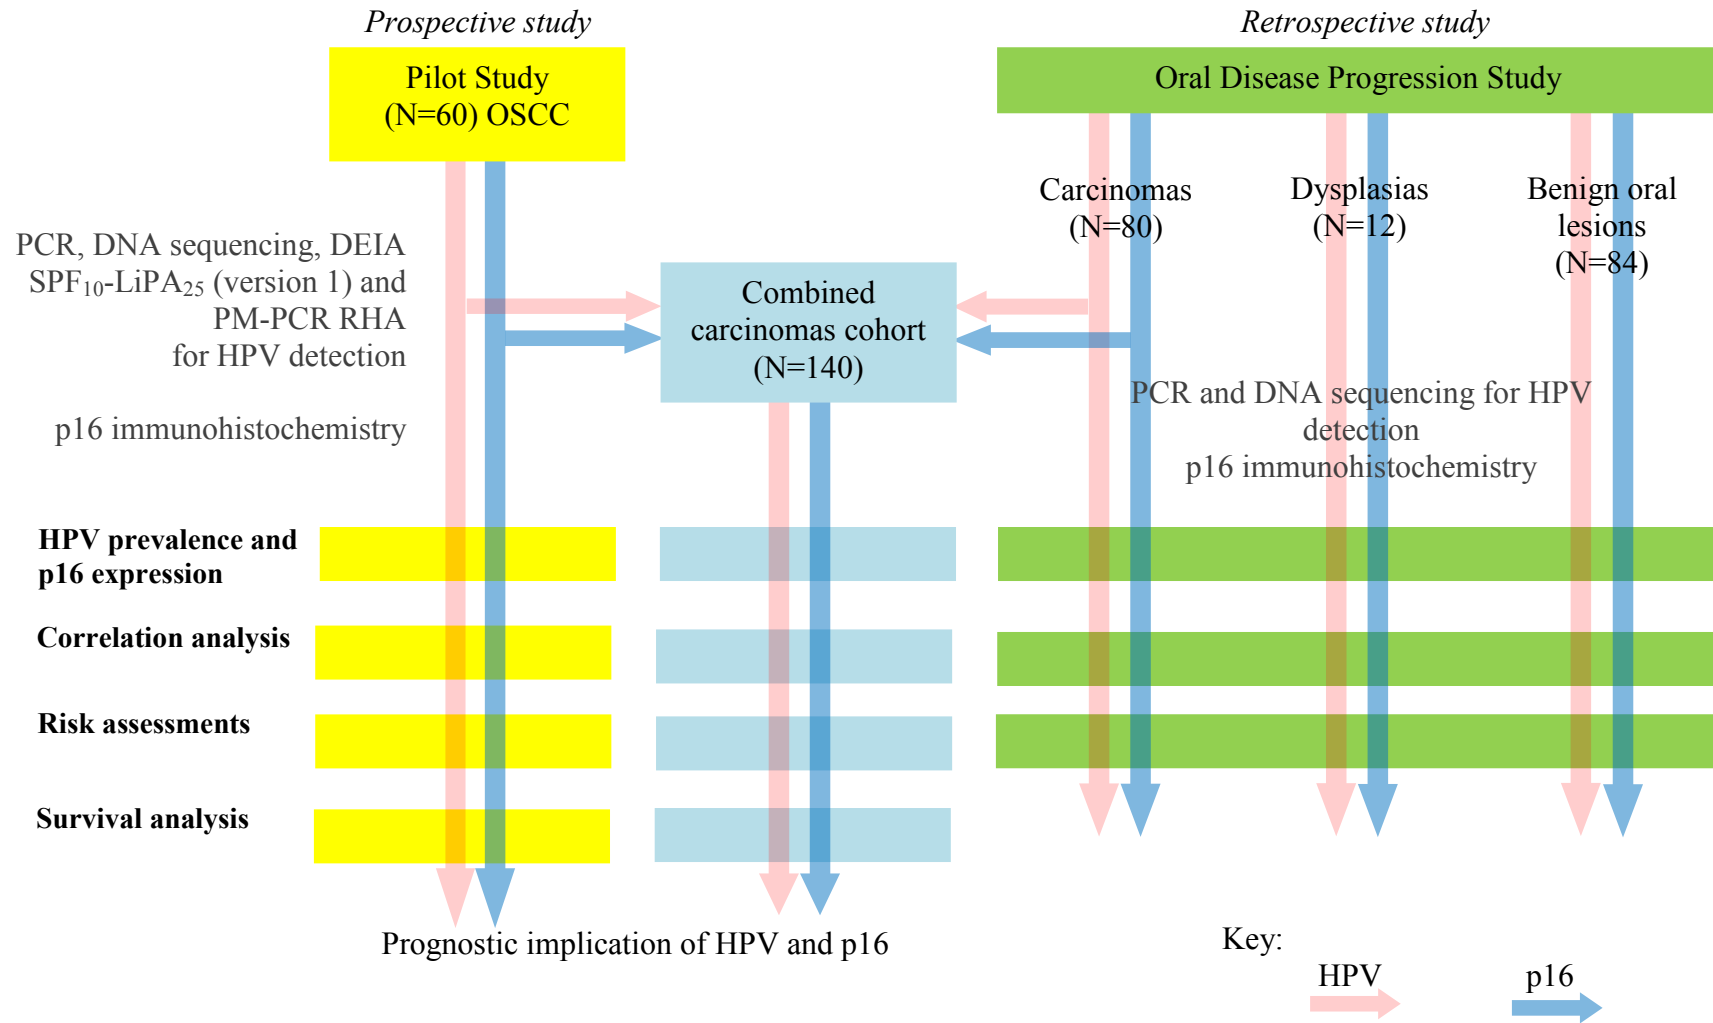 Prospective study
Retrospective study
Pilot Study
(N=60) OSCC
Oral Disease Progression Study
Carcinomas
(N=80)
Dysplasias
(N=12)
Benign oral
lesions
(N=84)
PCR, DNA sequencing, DEIA
SPF₁₀-LiPA₂₅ (version 1) and
PM-PCR RHA
for HPV detection
p16 immunohistochemistry
Combined
carcinomas cohort
(N=140)
PCR and DNA sequencing for HPV
detection
p16 immunohistochemistry
HPV prevalence and
p16 expression
Correlation analysis
Risk assessments
Survival analysis
Prognostic implication of HPV and p16
Key:
HPV
p16